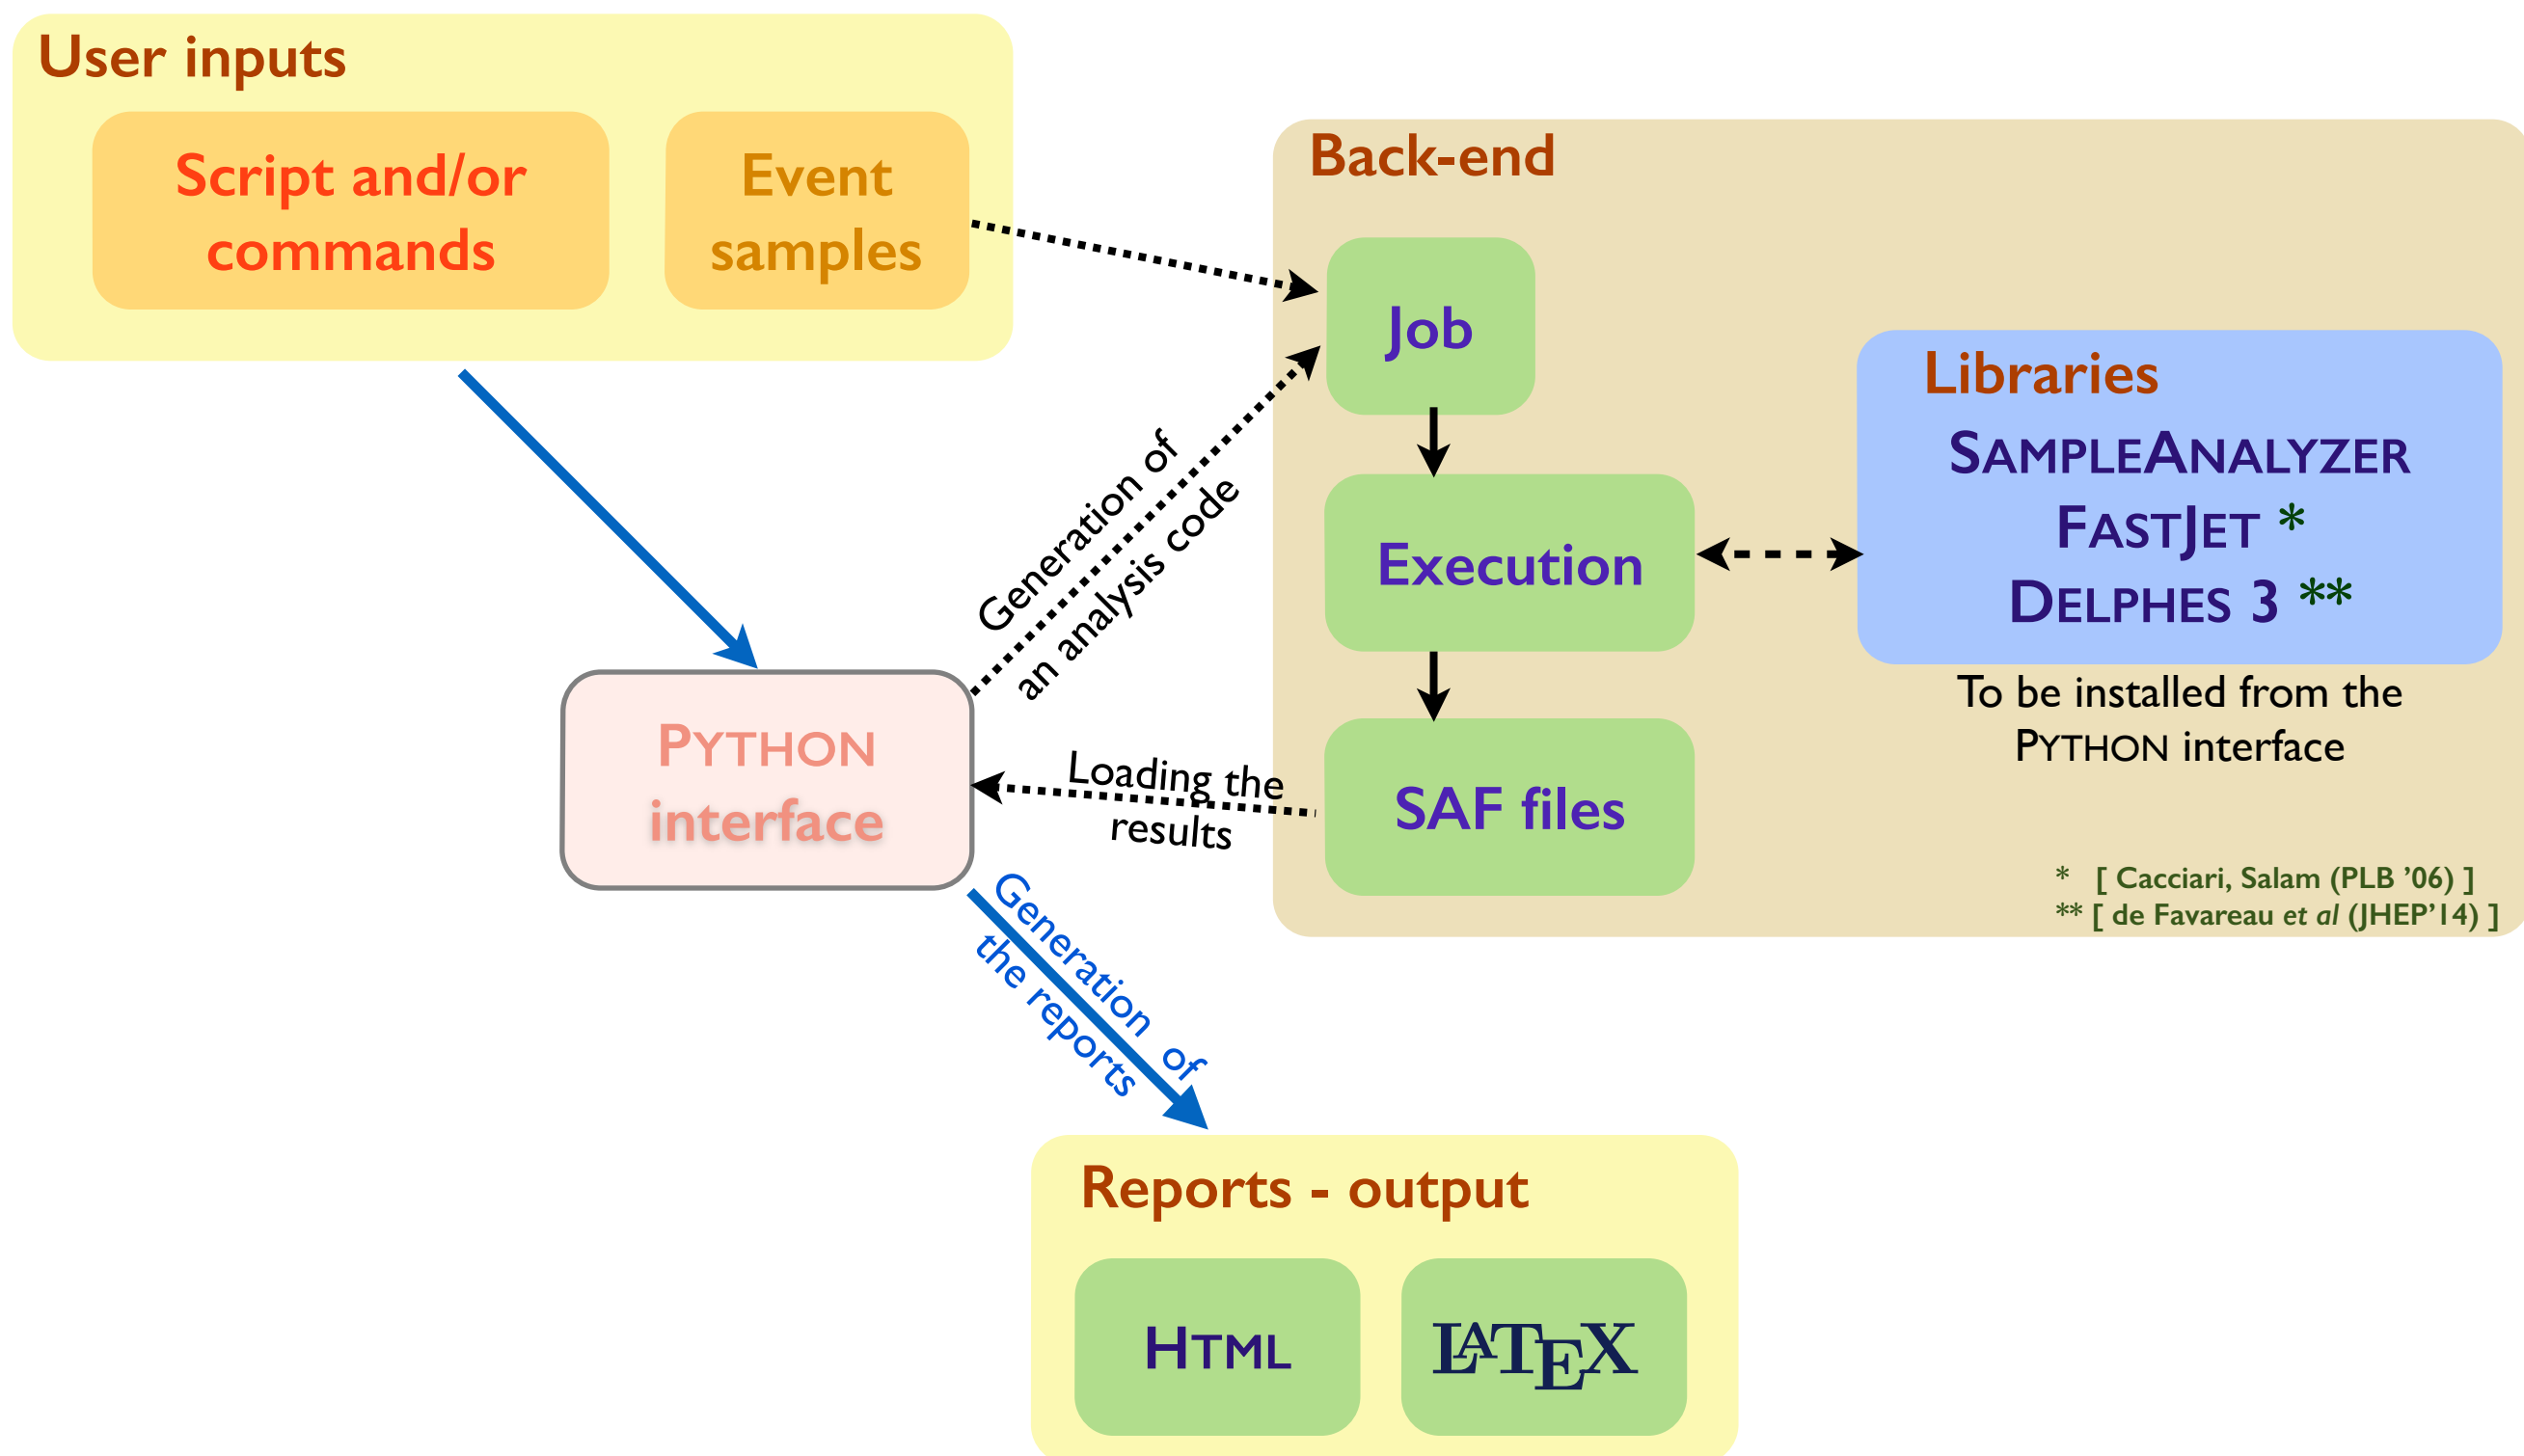 User inputs
Script and/or
commands
Event
samples
Back-end
Job
Execution
SAF files
Libraries
SAMPLEANALYZER
FASTJET *
DELPHES 3 **
To be installed from the
PYTHON interface
* [ Cacciari, Salam (PLB ’06) ]
** [ de Favareau et al (JHEP’14) ]
Generation of
an analysis code
PYTHON
interface
Loading the
results
Generation of
the reports
Reports - output
HTML
LATEX